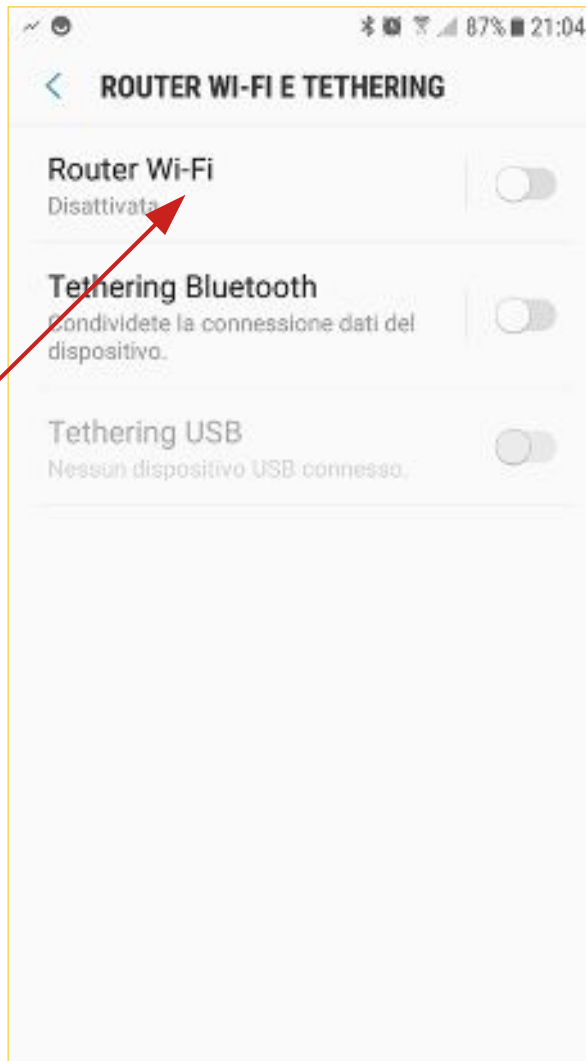 87% 21:04
ROUTER WI-FI E TETHERING
Router Wi-Fi
Disattivata
Tethering Bluetooth
Condividete la connessione dati del
dispositivo.
Tethering USB
Nessun dispositivo USB connesso.